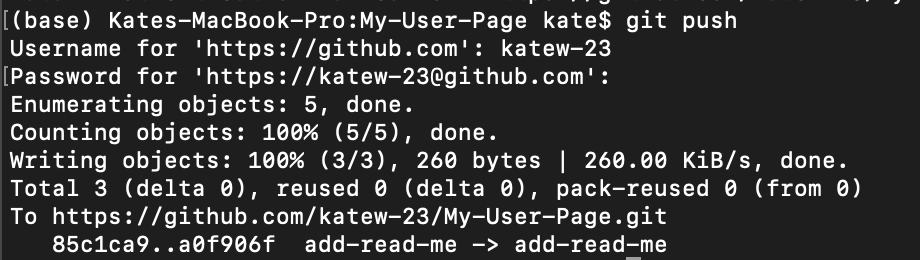 [(base) Kates-MacBook-Pro:My-User-Page kate$ git push
Username for 'https://github.com': katew-23
[Password for 'https://katew-23@github.com':
Enumerating objects: 5, done.
Counting objects: 100% (5/5), done.
Writing objects: 100% (3/3), 260 bytes | 260.00 KiB/s, done.
Total 3 (delta 0), reused 0 (delta 0), pack-reused 0 (from 0)
To https://github.com/katew-23/My-User-Page.git
   85c1ca9..a0f906f  add-read-me -> add-read-me